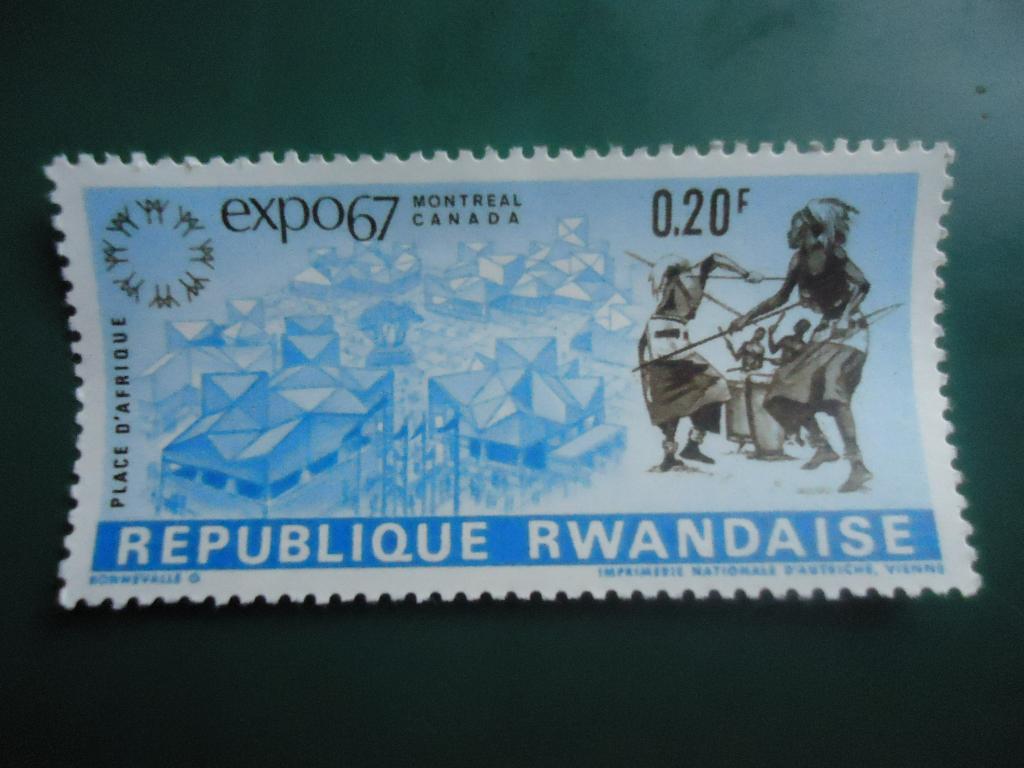 expo67 MONTREAL
CANADA
0.20F
PLACE D'AFRIQUE
REPUBLIQUE RWANDAISE
BONNEVALLE G
IMPRIMERIE NATIONALE D'AUTRICHE, VIENNE